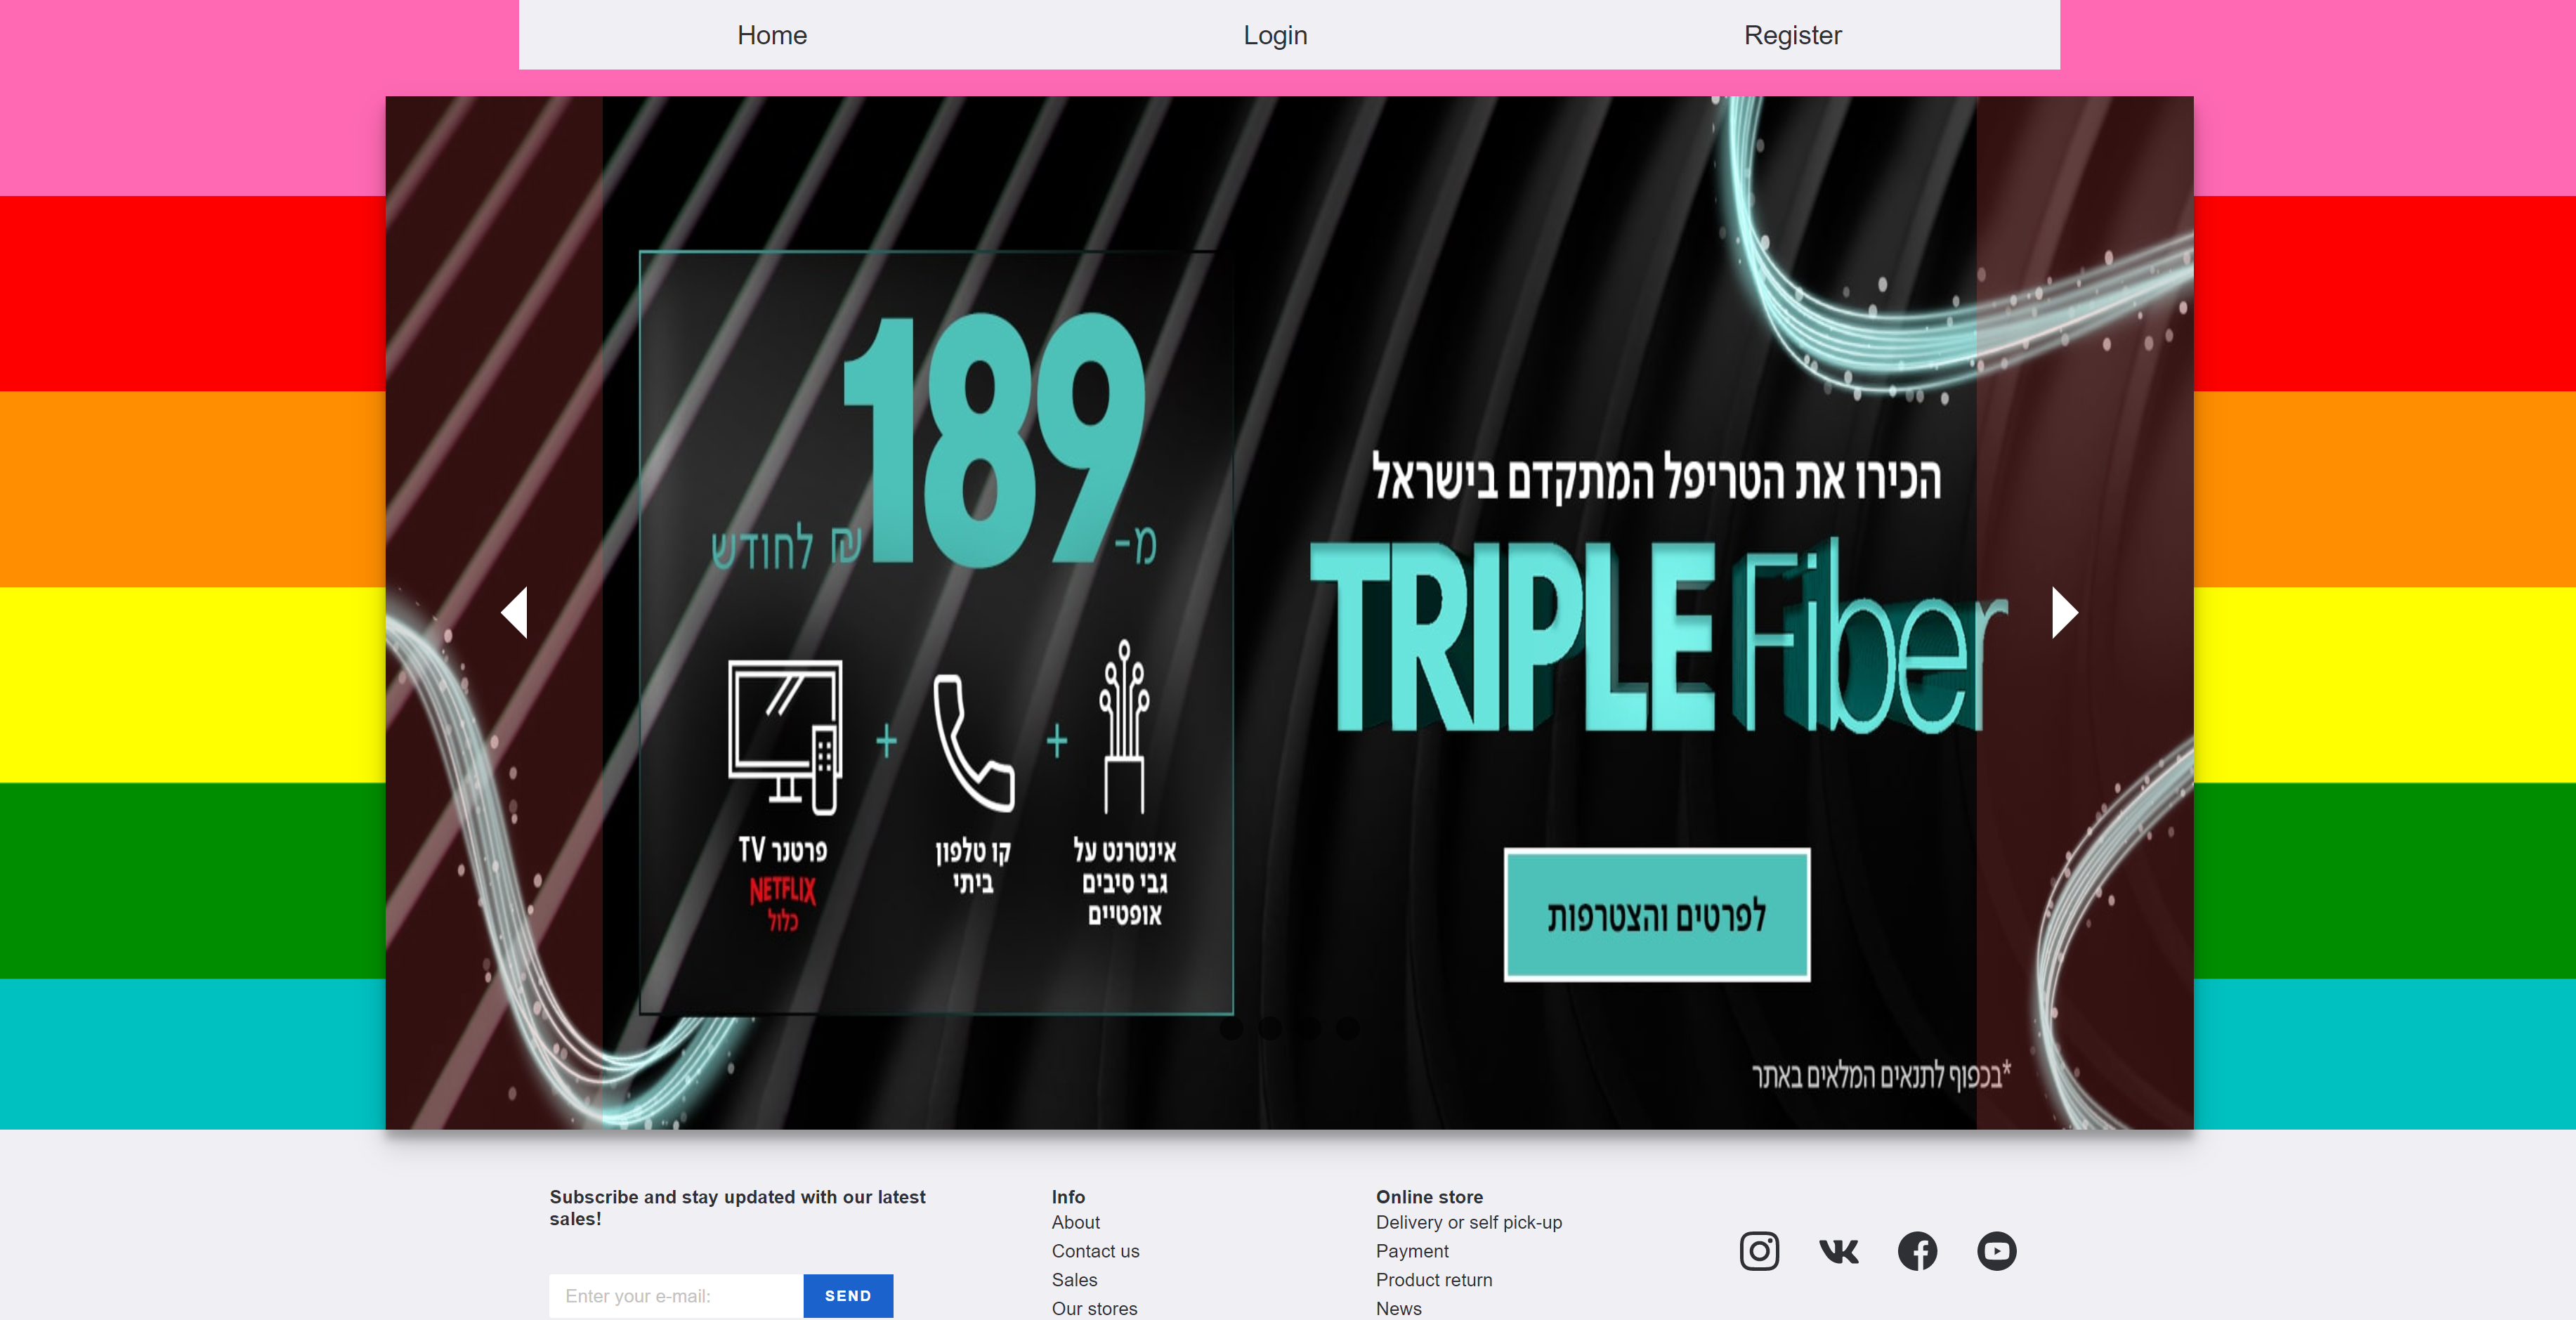 Home
Login
Register
הכירו את הטריפל המתקדם בישראל
TRIPLE Fiber
לפרטים והצטרפות
*בכפוף לתנאים המלאים באתר
מ-189 ₪ לחודש
אינטרנט על
גבי סיבים
אופטיים
+
קו טלפון
ביתי
+
פרטנר TV
NETFLIX
כלול
Subscribe and stay updated with our latest
sales!
Enter your e-mail:
SEND
Info
About
Contact us
Sales
Our stores
Online store
Delivery or self pick-up
Payment
Product return
News